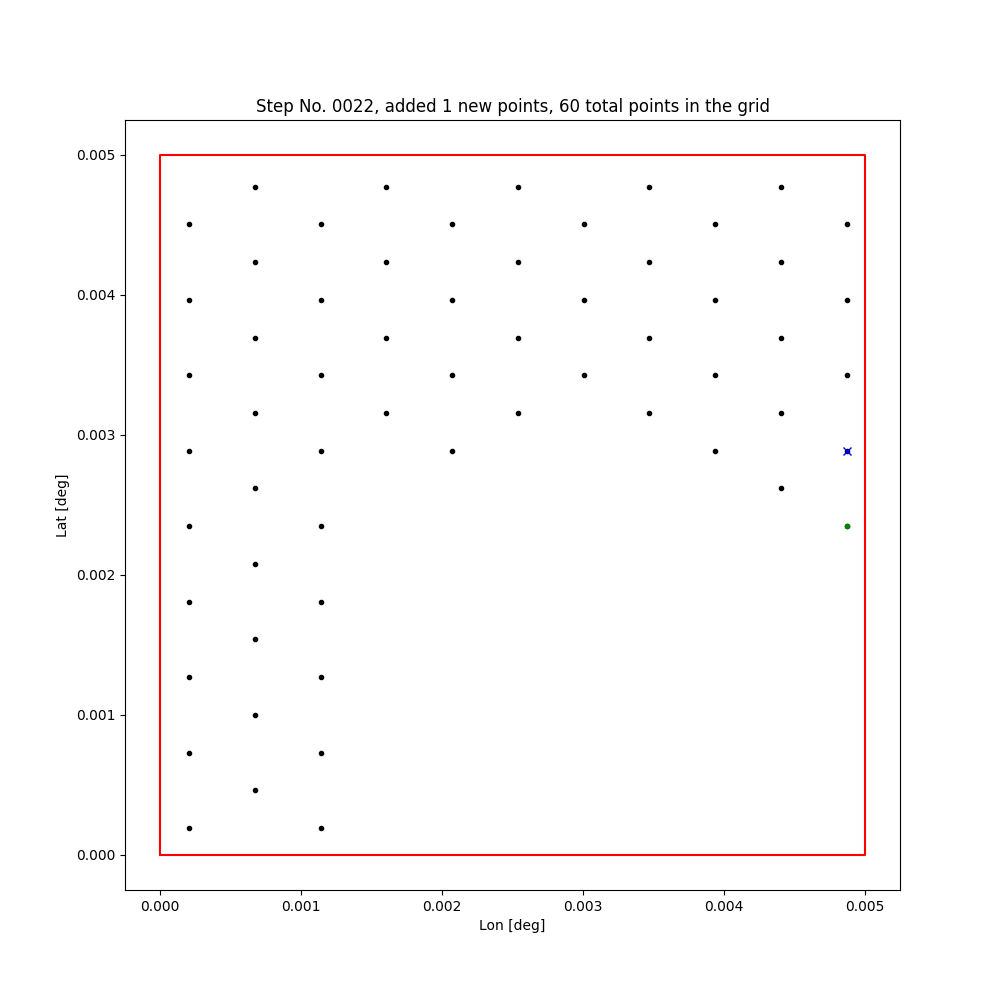 Step No. 0022, added 1 new points, 60 total points in the grid
0.005
0.004
0.003
0.002
0.001
0.000
Lat [deg]
0.000 0.001 0.002 0.003 0.004 0.005
Lon [deg]